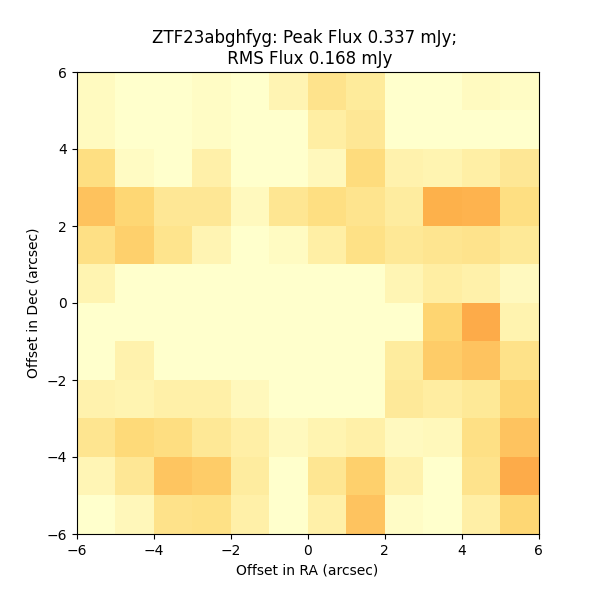 ZTF23abghfyg: Peak Flux 0.337 mJy;
RMS Flux 0.168 mJy
6
4
2
0
−2
−4
−6
Offset in Dec (arcsec)
−6 −4 −2 0 2 4 6
Offset in RA (arcsec)